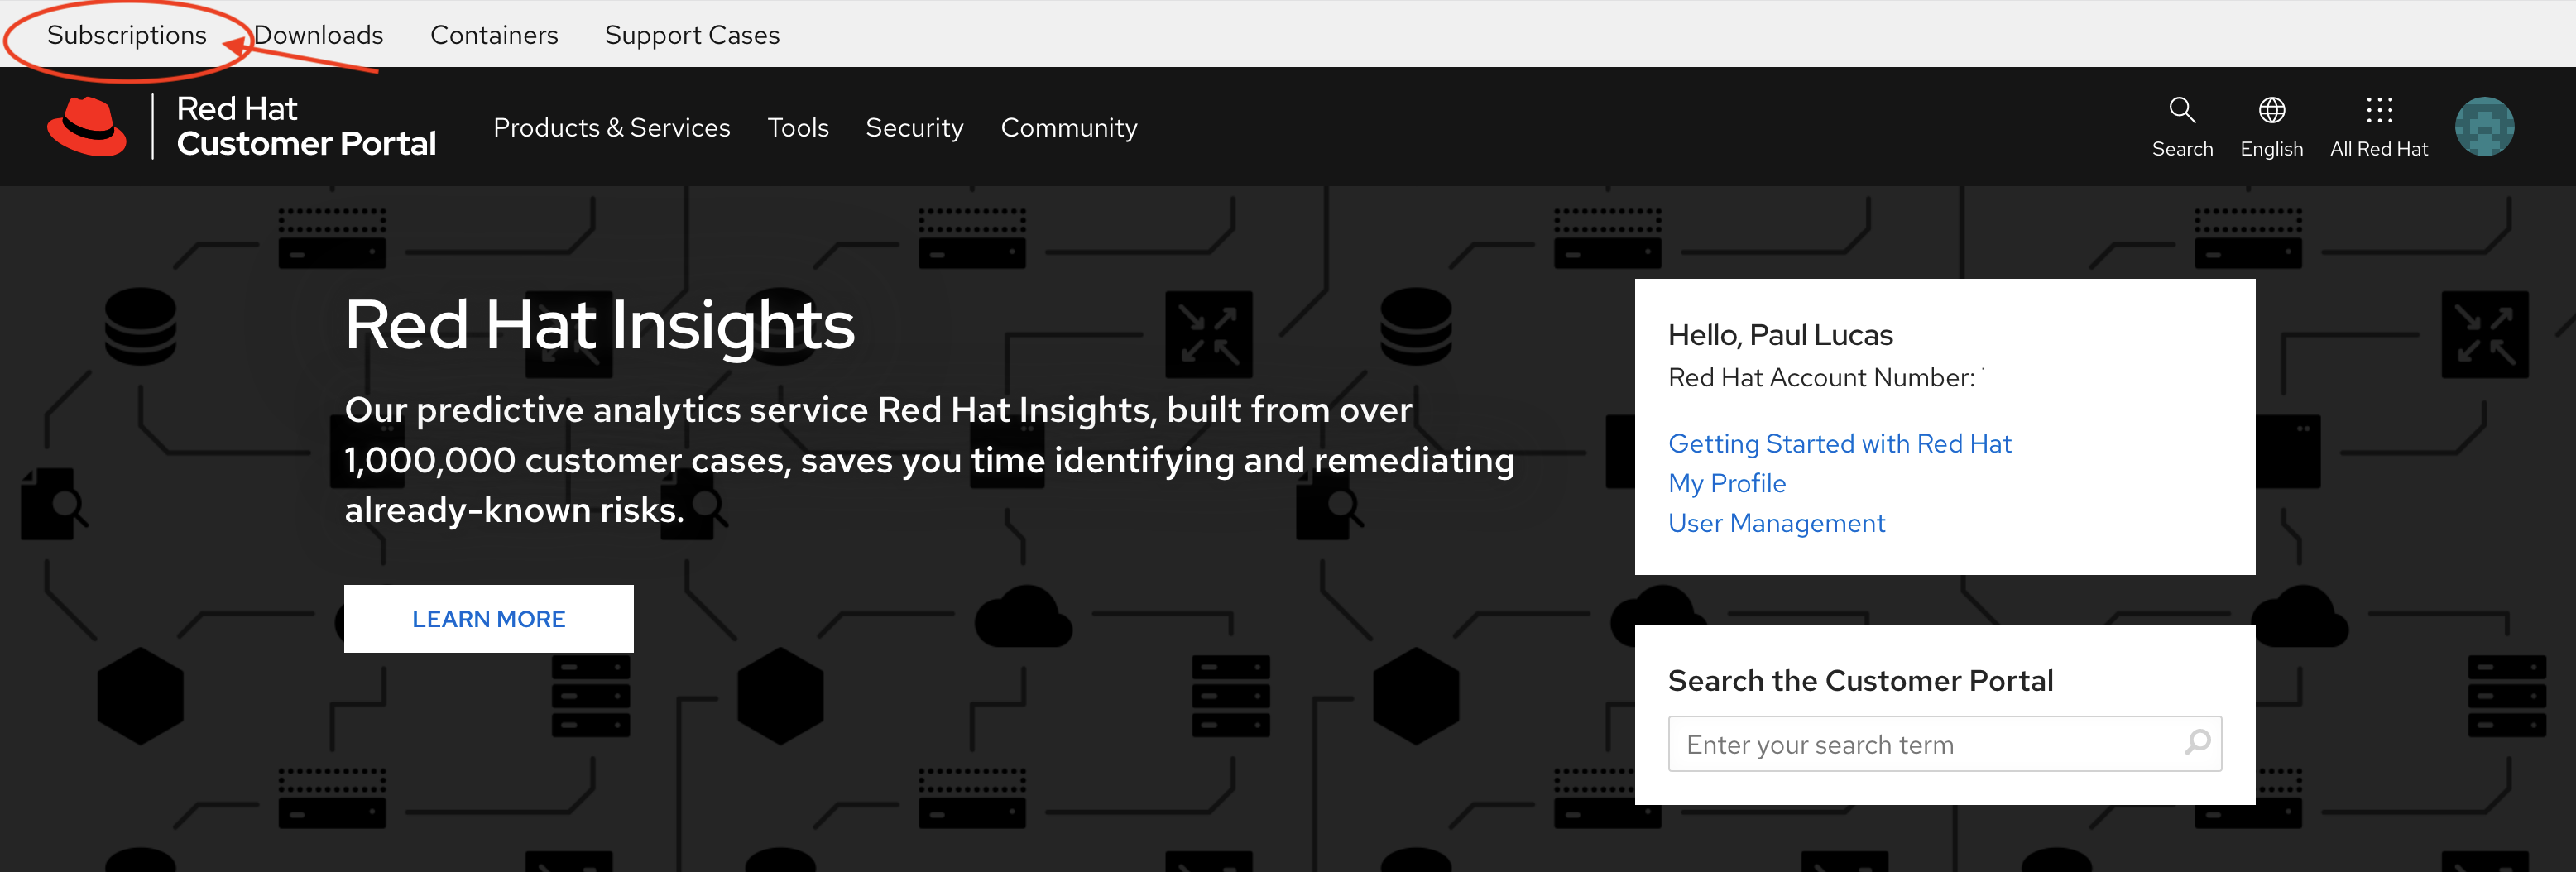 Subscriptions Downloads Containers Support Cases
Red Hat
Customer Portal
Products & Services Tools Security Community
Search English All Red Hat
Red Hat Insights
Our predictive analytics service Red Hat Insights, built from over
1,000,000 customer cases, saves you time identifying and remediating
already-known risks.
LEARN MORE
Hello, Paul Lucas
Red Hat Account Number:
Getting Started with Red Hat
My Profile
User Management
Search the Customer Portal
Enter your search term